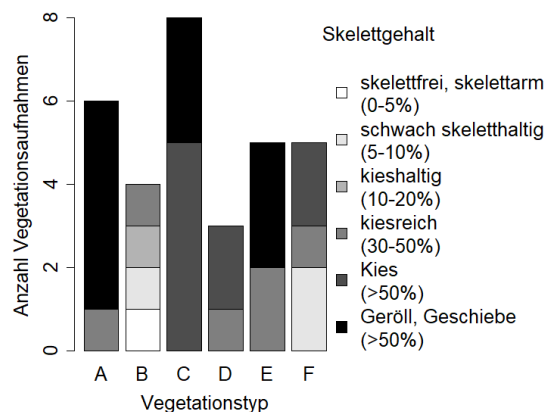 Skelettgehalt
skelettfrei, skelettarm
(0-5%)
schwach skeletthaltig
(5-10%)
kieshaltig
(10-20%)
kiesreich
(30-50%)
Kies
(>50%)
Geröll, Geschiebe
(>50%)
Anzahl Vegetationsaufnahmen
8
6
4
2
0
A B C D E F
Vegetationstyp